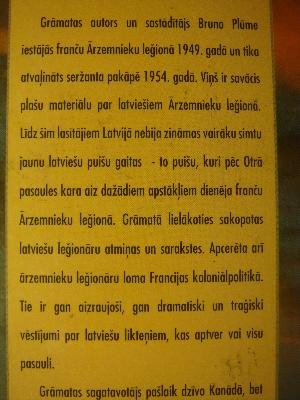 Grāmatas autors un sastādītājs Bruno Plūme
iestājās franču Ārzemnieku leģionā 1949. gadā un tika
atvaļināts seržanta pakāpē 1954. gadā. Viņš ir savācis
plašu materiālu par latviešiem Ārzemnieku leģionā.
Līdz šim lasītājiem Latvijā nebija zināmas vairāku simtu
jaunu latviešu puišu gaitas - to puišu, kuri pēc Otrā
pasaules kara aiz dažādiem apstākļiem dienēja franču
Ārzemnieku leģionā. Grāmatā lielākoties sakopotas
latviešu leģionāru atmiņas un sarakstes. Apcerēta arī
ārzemnieku leģionāru loma Francijas koloniālpolitikā.
Tie ir gan aizraujoši, gan dramatiski un traģiski
vēstījumi par latviešu likteņiem, kas aptver vai visu
pasauli.
Grāmatas sagatavotājs pašlaik dzīvo Kanādā, bet